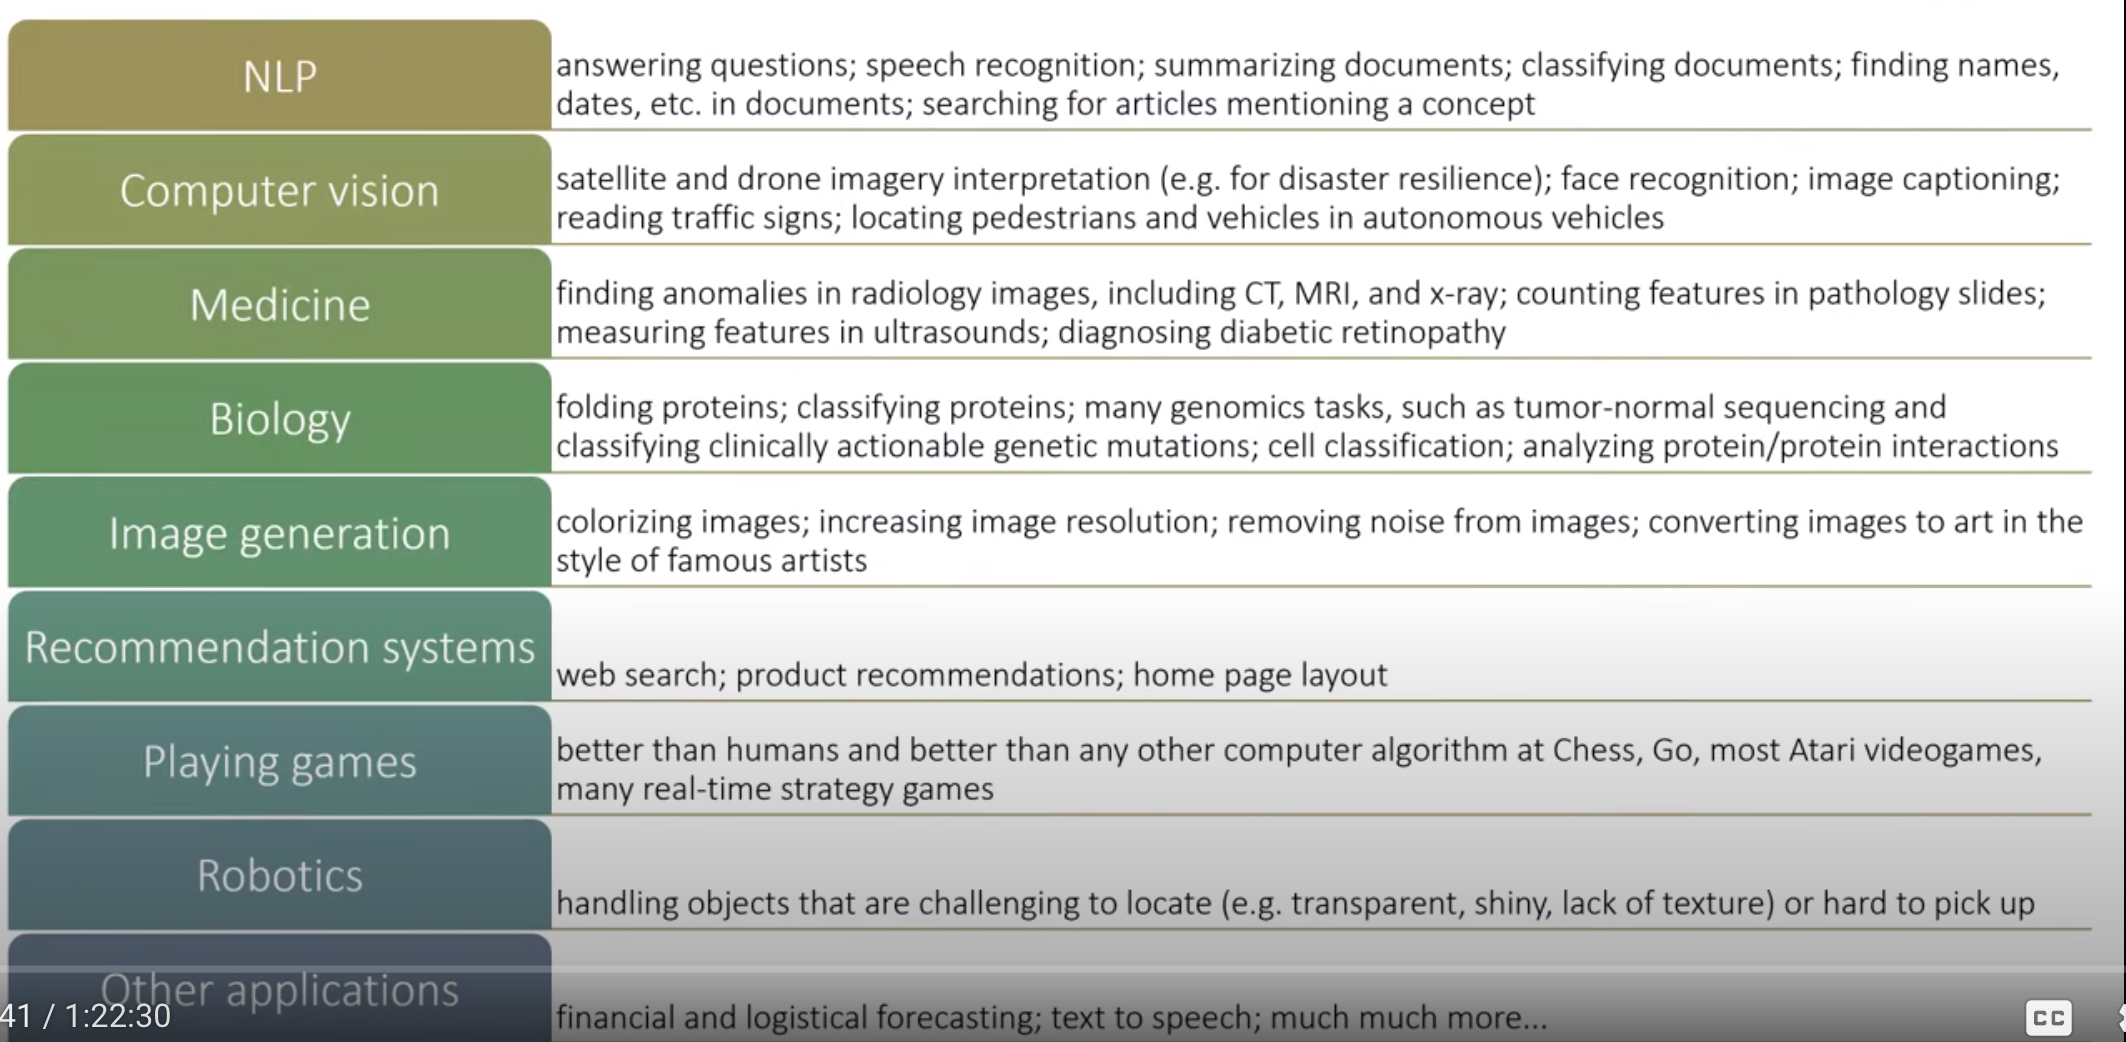 NLP
answering questions; speech recognition; summarizing documents; classifying documents; finding names,
dates, etc. in documents; searching for articles mentioning a concept
Computer vision
satellite and drone imagery interpretation (e.g. for disaster resilience); face recognition; image captioning;
reading traffic signs; locating pedestrians and vehicles in autonomous vehicles
Medicine
finding anomalies in radiology images, including CT, MRI, and x-ray; counting features in pathology slides;
measuring features in ultrasounds; diagnosing diabetic retinopathy
Biology
folding proteins; classifying proteins; many genomics tasks, such as tumor-normal sequencing and
classifying clinically actionable genetic mutations; cell classification; analyzing protein/protein interactions
Image generation
colorizing images; increasing image resolution; removing noise from images; converting images to art in the
style of famous artists
Recommendation systems
web search; product recommendations; home page layout
Playing games
better than humans and better than any other computer algorithm at Chess, Go, most Atari videogames,
many real-time strategy games
Robotics
handling objects that are challenging to locate (e.g. transparent, shiny, lack of texture) or hard to pick up
Other applications
financial and logistical forecasting; text to speech; much much more...
41 / 1:22:30
CC